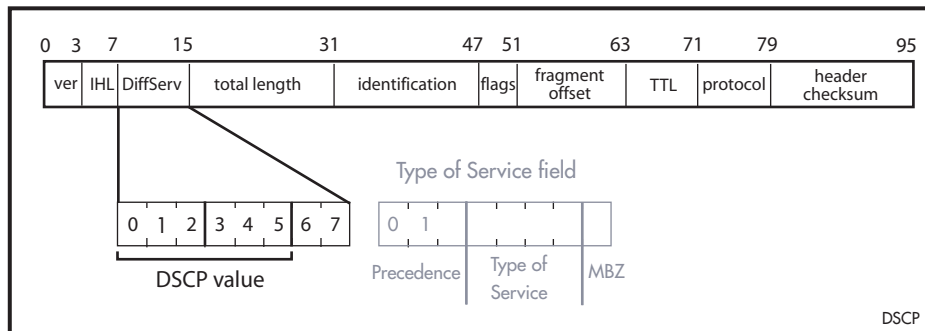 0 3 7 15 31 47 51 63 71 79 95
ver IHL DiffServ total length identification flags fragment offset TTL protocol header checksum
Type of Service field
0 1 2 3 4 5 6 7
0 1
DSCP value
Precedence Type of Service MBZ
DSCP